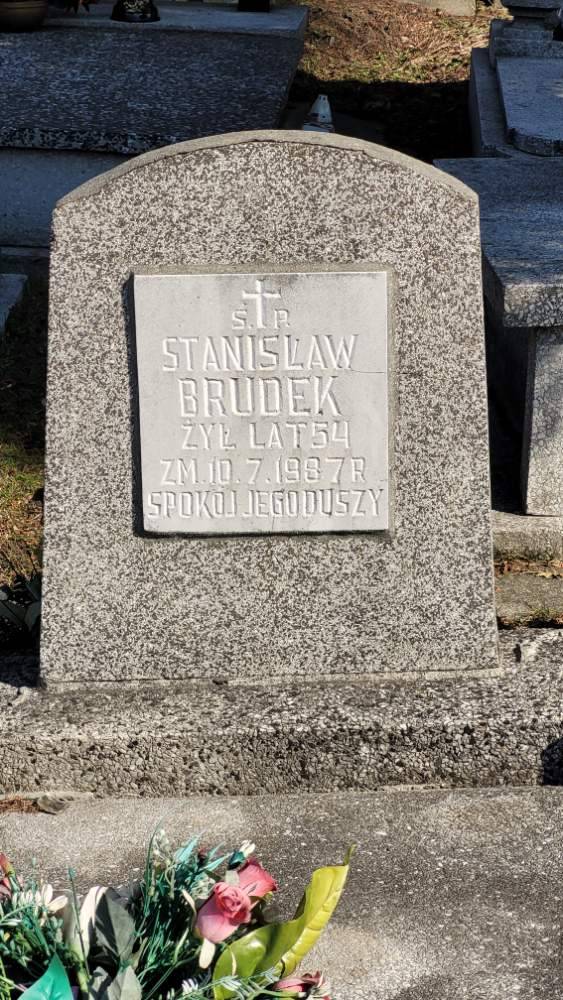 Ś. P.
STANISŁAW
BRUDEK
ŻYŁ LAT 54
ZM. 10.7.1987 R
SPOKÓJ JEGO DUSZY